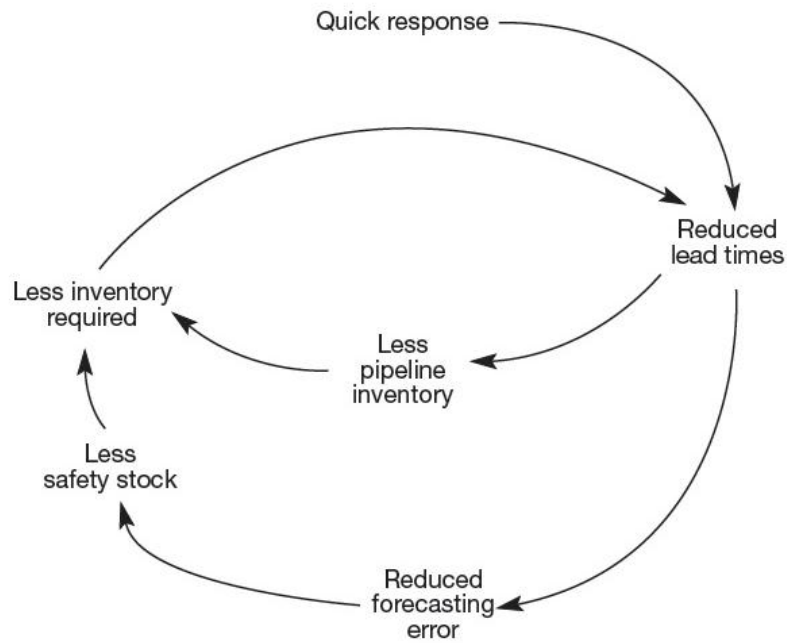 Quick response
Reduced
lead times
Less inventory
required
Less
pipeline
inventory
Less
safety stock
Reduced
forecasting
error